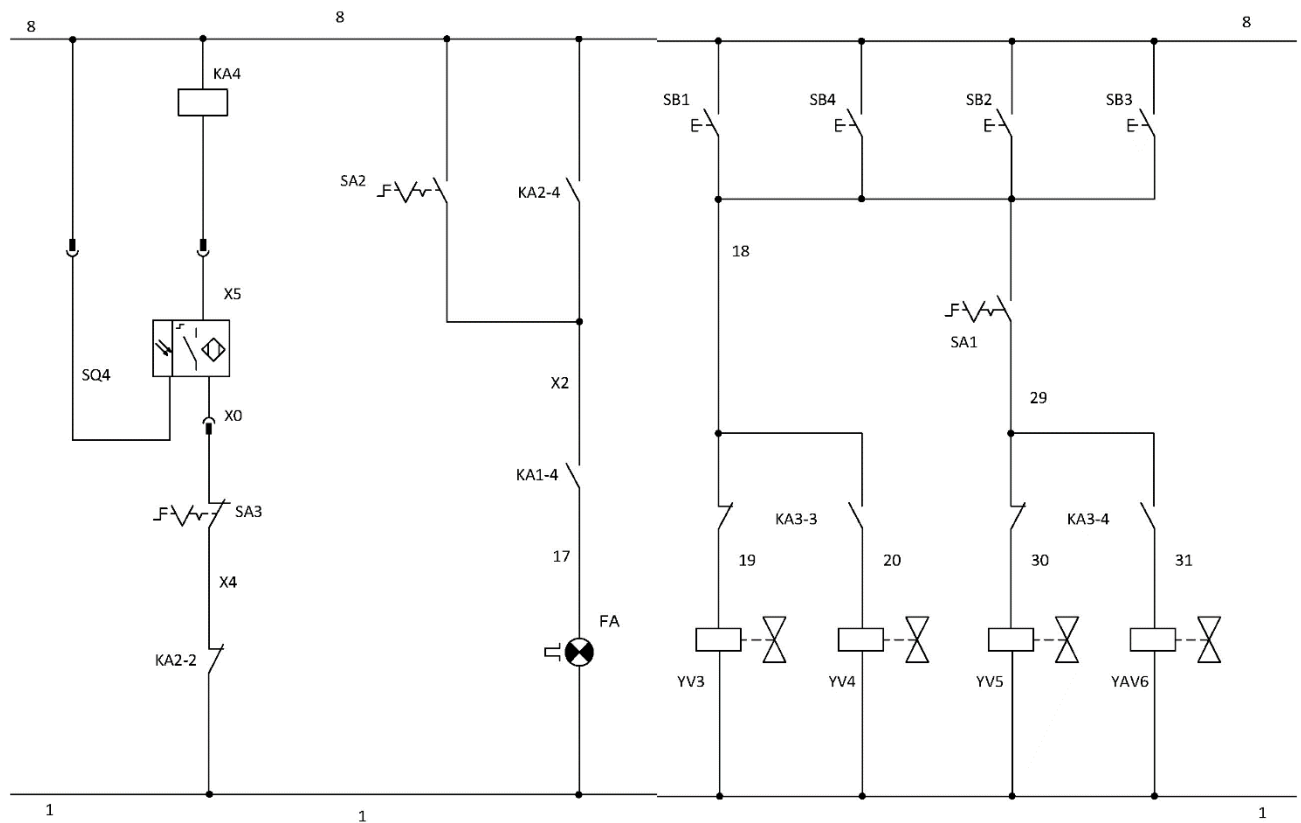 8
8
8
KA4
SB1
SB4
SB2
SB3
SA2
KA2-4
18
X5
SA1
SQ4
X2
29
X0
KA1-4
SA3
KA3-3
KA3-4
17
19
20
30
31
X4
FA
KA2-2
YV3
YV4
YV5
YAV6
1
1
1